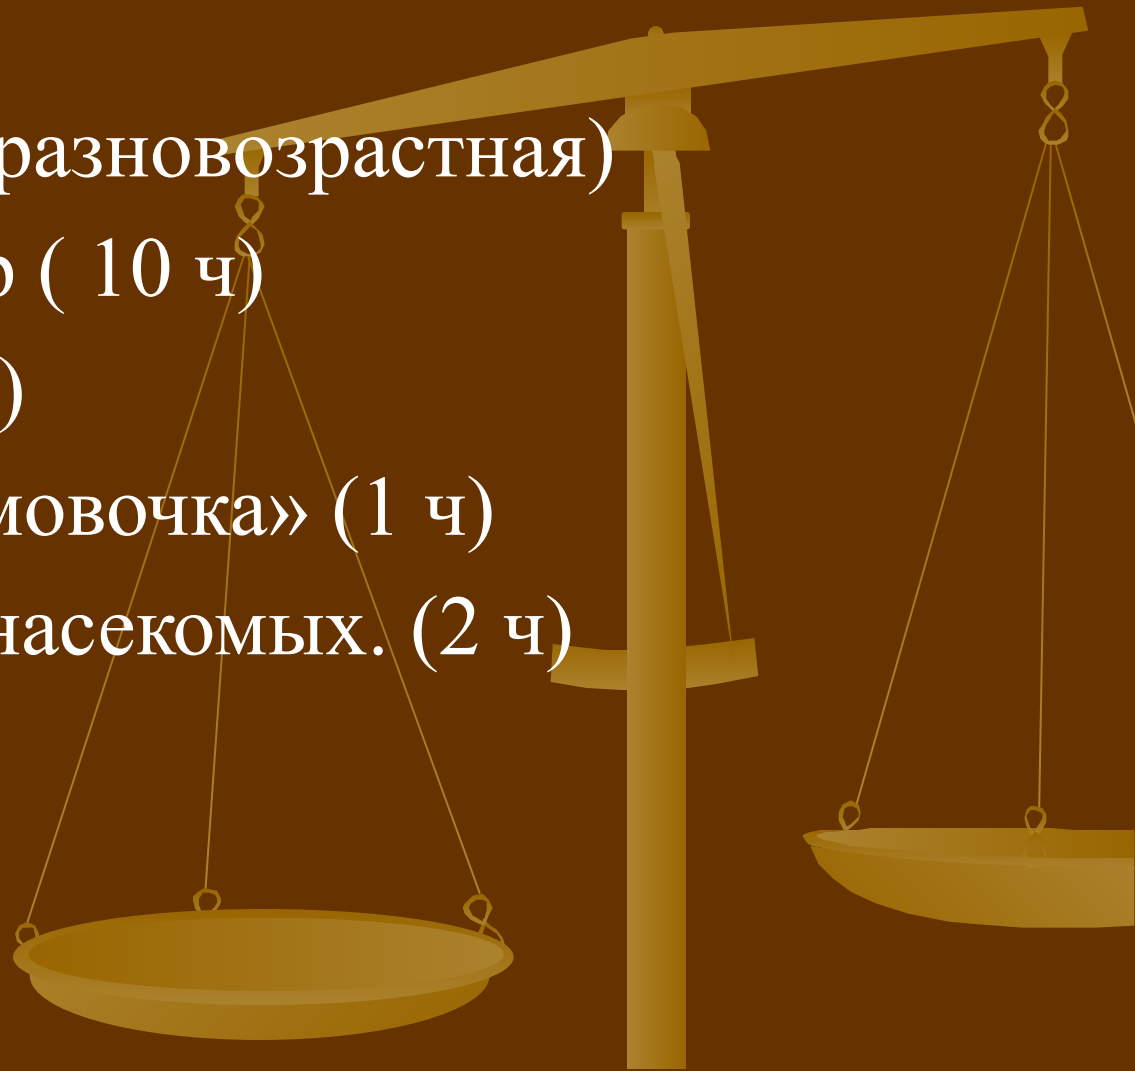 разновозрастная)
( 10 ч)
)
мовочка» (1 ч)
насекомых. (2 ч)